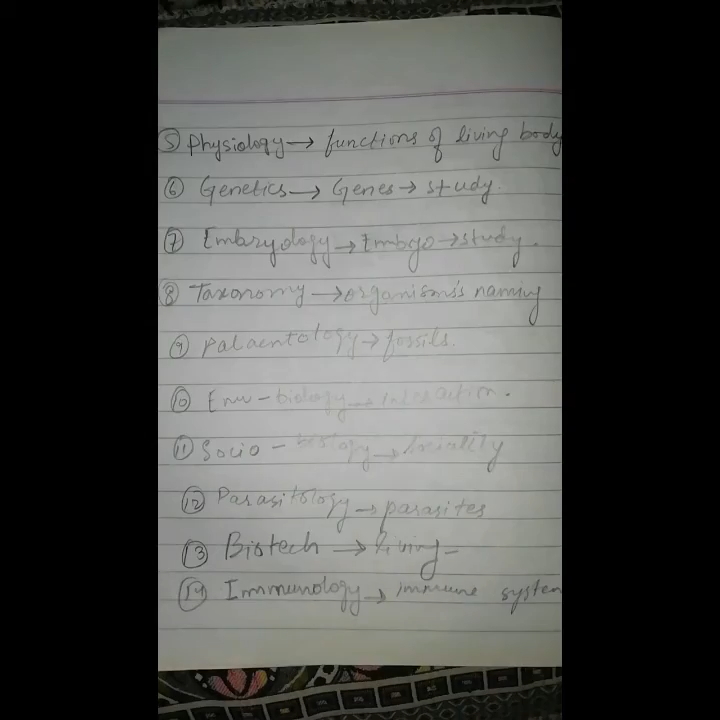 ⑤ Physiology → functions of living body
⑥ Genetics → Genes → study.
⑦ Embryology → Embryo → study.
⑧ Taxonomy → organisms's naming
⑨ Palaentology → fossils.
⑩ Env - biology → interaction.
⑪ Socio - biology → sociality
⑫ Parasitology → parasites
⑬ Biotech → living -
⑭ Immunology → immune system